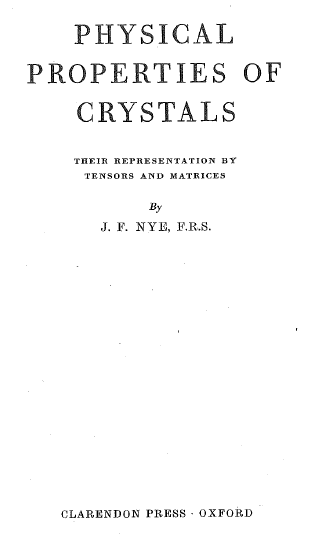 PHYSICAL
PROPERTIES OF
CRYSTALS
THEIR REPRESENTATION BY
TENSORS AND MATRICES
By
J. F. NYE, F.R.S.
CLARENDON PRESS · OXFORD